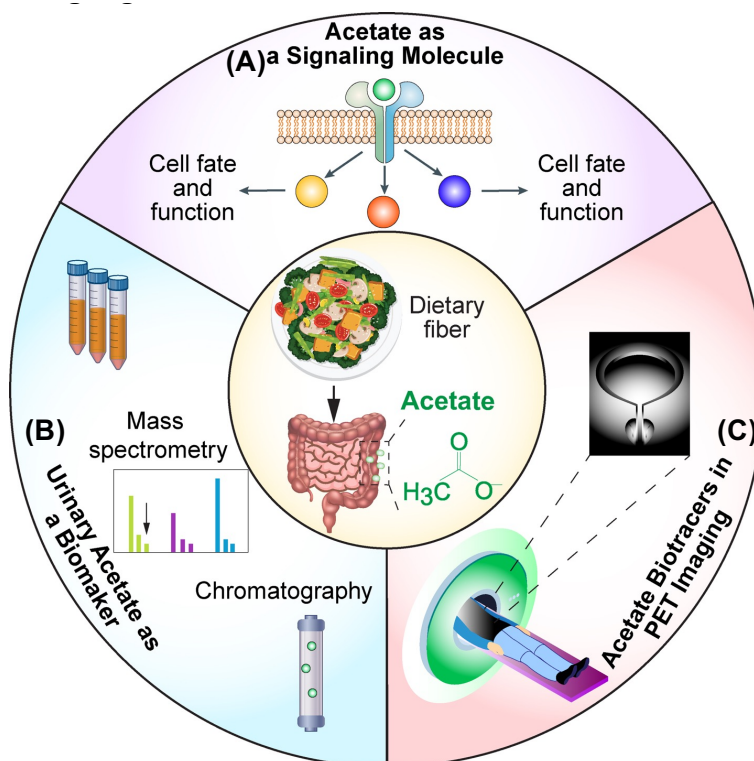 Acetate as
(A) a Signaling Molecule
Cell fate
and
function
Cell fate
and
function
Dietary
fiber
Acetate
O
H3C
O−
(B)
Mass
spectrometry
Chromatography
Urinary Acetate as
a Biomaker
(C)
Acetate Biotracers in
PET Imaging